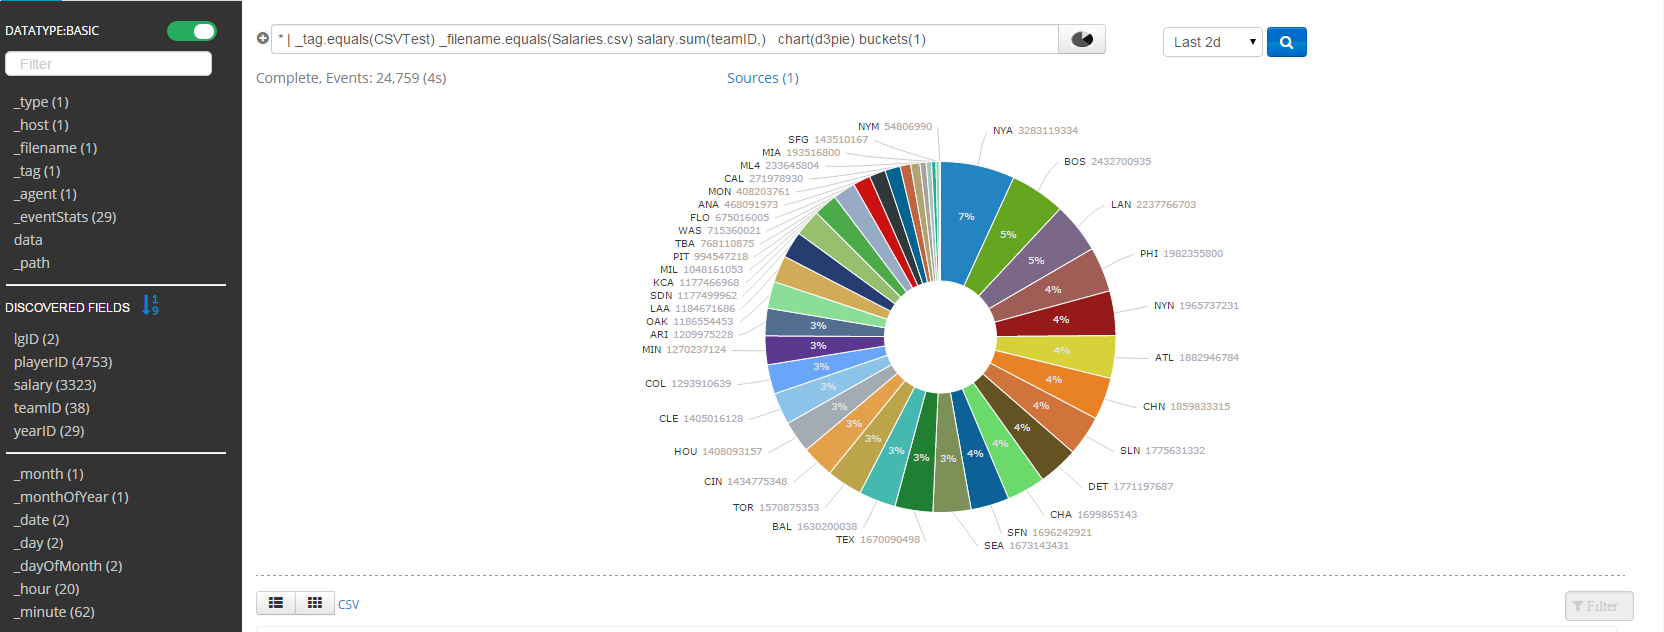 DATATYPE:BASIC
Filter
_type (1)
_host (1)
_filename (1)
_tag (1)
_agent (1)
_eventStats (29)
data
_path
DISCOVERED FIELDS
1
9
lgID (2)
playerID (4753)
salary (3323)
teamID (38)
yearID (29)
_month (1)
_monthOfYear (1)
_date (2)
_day (2)
_dayOfMonth (2)
_hour (20)
_minute (62)
* | _tag.equals(CSVTest) _filename.equals(Salaries.csv) salary.sum(teamID,)   chart(d3pie) buckets(1)
Last 2d
Complete, Events: 24,759 (4s)
Sources (1)
NYA 3283119334
BOS 2432700935
LAN 2237766703
PHI 1982355800
NYN 1965737231
ATL 1882946784
CHN 1859833315
SLN 1775631332
DET 1771197687
CHA 1699865143
SFN 1696242921
SEA 1673143431
TEX 1670090498
BAL 1630200038
TOR 1570875353
CIN 1434775348
HOU 1408093157
CLE 1405016128
COL 1293910639
MIN 1270237124
ARI 1209975228
OAK 1186554453
LAA 1184671686
SDN 1177499962
KCA 1177466968
MIL 1048161053
PIT 994547218
TBA 768110875
WAS 715360021
FLO 675016005
ANA 468091973
MON 408203761
CAL 271978930
ML4 233645804
MIA 193516800
SFG 143510167
NYM 54806990
7%
5%
5%
4%
4%
4%
4%
4%
4%
4%
4%
3%
3%
3%
3%
3%
3%
3%
3%
3%
3%
CSV
Filter